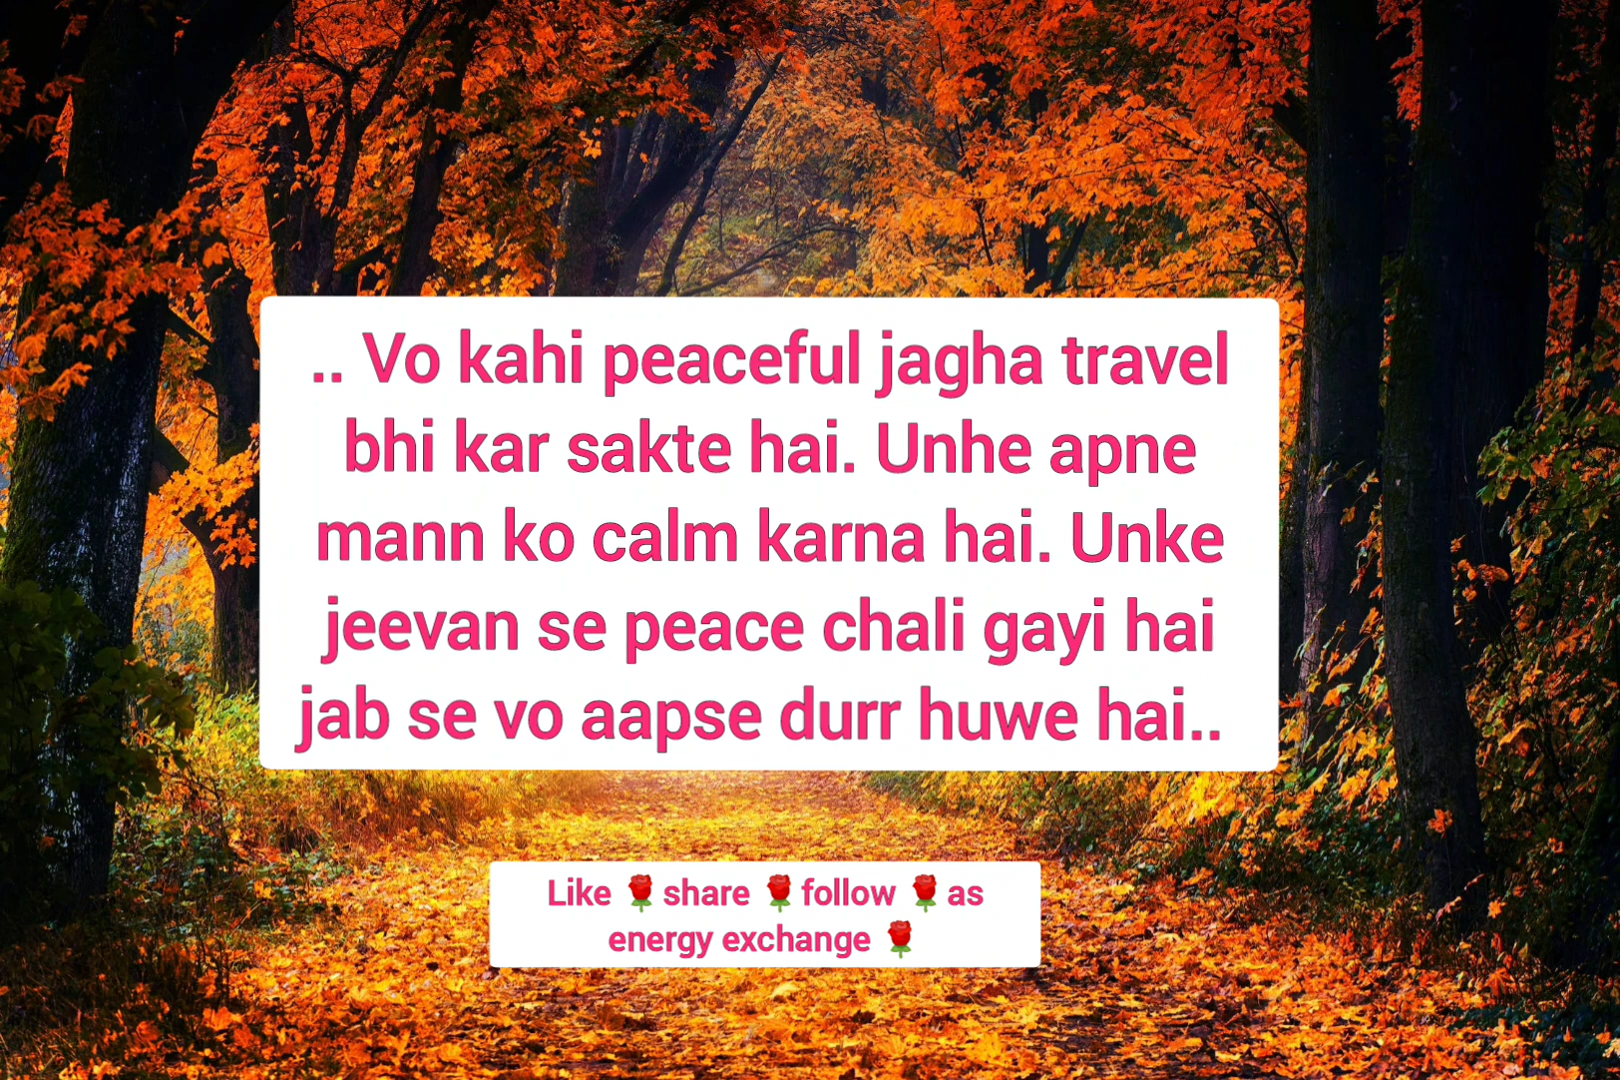 .. Vo kahi peaceful jagha travel
bhi kar sakte hai. Unhe apne
mann ko calm karna hai. Unke
jeevan se peace chali gayi hai
jab se vo aapse durr huwe hai..
Like 🌹share 🌹follow 🌹as
energy exchange 🌹